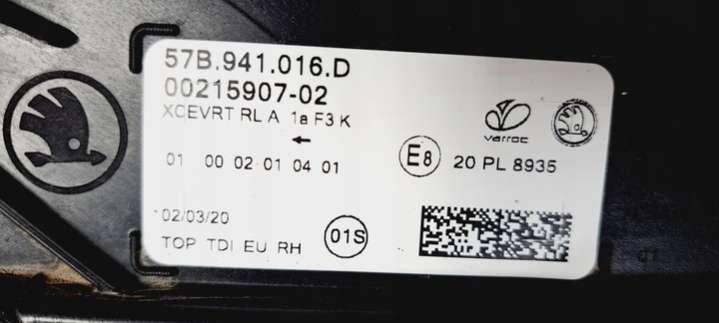 57B.941.016.D
00215907-02
XCEVRT RL A 1a F3 K
←
varroc
01 00 02 01 04 01
E8 20 PL 8935
02/03/20
TOP TDI EU RH
01S